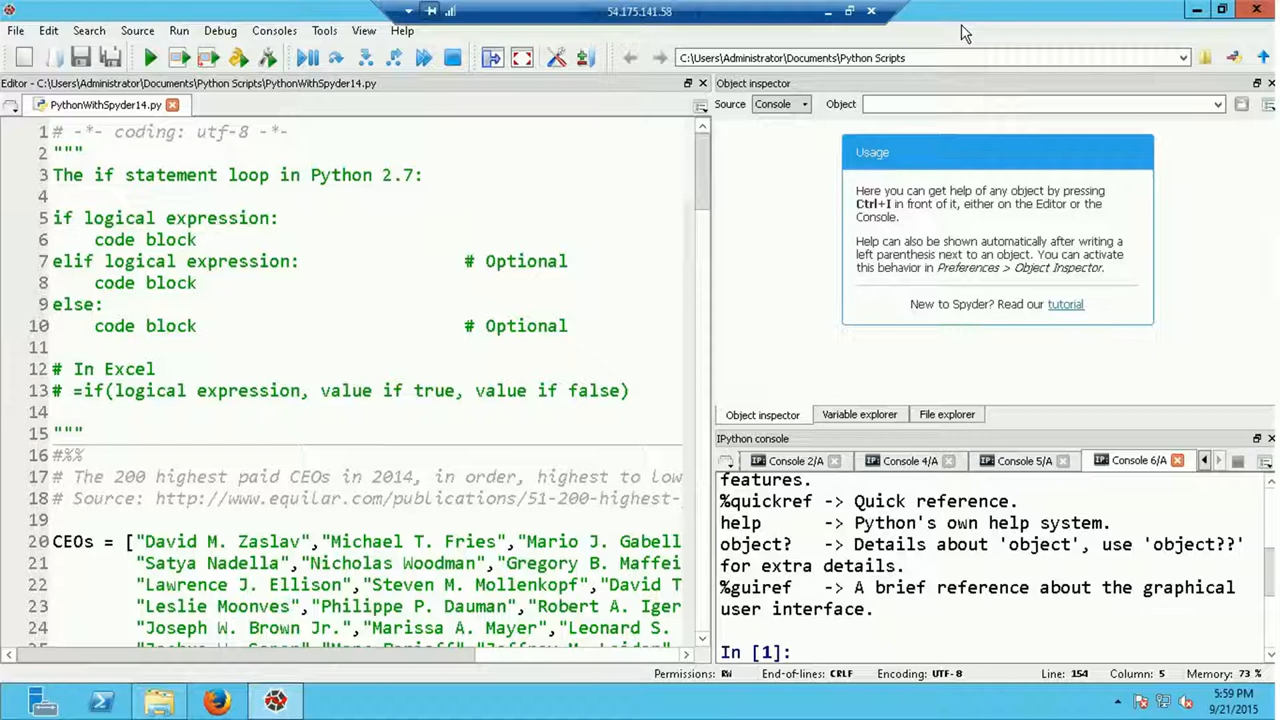 54.175.141.58
File Edit Search Source Run Debug Consoles Tools View Help
C:\Users\Administrator\Documents\Python Scripts
Editor - C:\Users\Administrator\Documents\Python Scripts\PythonWithSpyder14.py
Object inspector
PythonWithSpyder14.py
Source Console Object
1 # -*- coding: utf-8 -*-
2 """
3 The if statement loop in Python 2.7:
4
5 if logical expression:
6 code block
7 elif logical expression: # Optional
8 code block
9 else:
10 code block # Optional
11
12 # In Excel
13 # =if(logical expression, value if true, value if false)
14
15 """
16 #%%
17 # The 200 highest paid CEOs in 2014, in order, highest to low
18 # Source: http://www.equilar.com/publications/51-200-highest-
19
20 CEOs = ["David M. Zaslav","Michael T. Fries","Mario J. Gabell
21 "Satya Nadella","Nicholas Woodman","Gregory B. Maffei
22 "Lawrence J. Ellison","Steven M. Mollenkopf","David T
23 "Leslie Moonves","Philippe P. Dauman","Robert A. Iger
24 "Joseph W. Brown Jr.","Marissa A. Mayer","Leonard S.
Usage
Here you can get help of any object by pressing
Ctrl+I in front of it, either on the Editor or the
Console.
Help can also be shown automatically after writing a
left parenthesis next to an object. You can activate
this behavior in Preferences > Object Inspector.
New to Spyder? Read our tutorial
Object inspector Variable explorer File explorer
IPython console
Console 2/A Console 4/A Console 5/A Console 6/A
features.
%quickref -> Quick reference.
help -> Python's own help system.
object? -> Details about 'object', use 'object??'
for extra details.
%guiref -> A brief reference about the graphical
user interface.
In [1]:
Permissions: RW End-of-lines: CRLF Encoding: UTF-8 Line: 154 Column: 5 Memory: 73 %
5:59 PM
9/21/2015